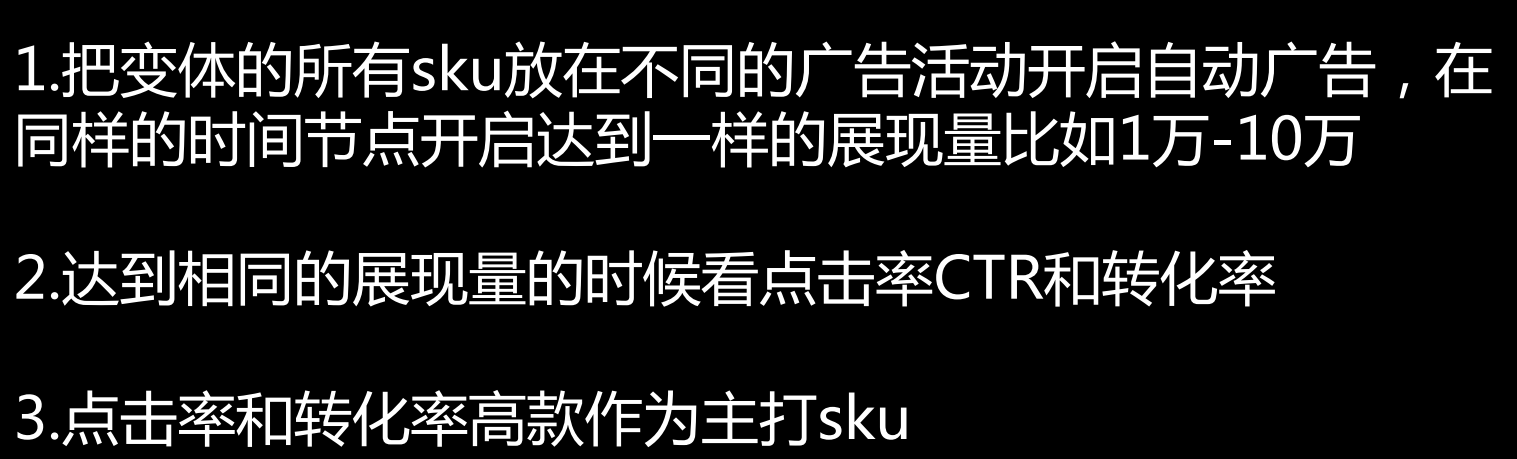 1.把变体的所有sku放在不同的广告活动开启自动广告，在
同样的时间节点开启达到一样的展现量比如1万-10万
2.达到相同的展现量的时候看点击率CTR和转化率
3.点击率和转化率高款作为主打sku